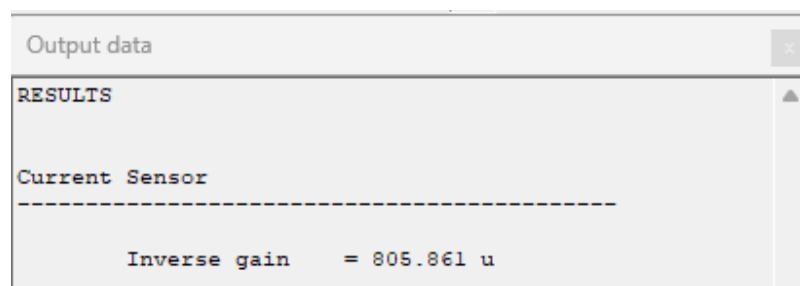 Output data
x
RESULTS
Current Sensor
--------------------------------------------
Inverse gain    = 805.861 u